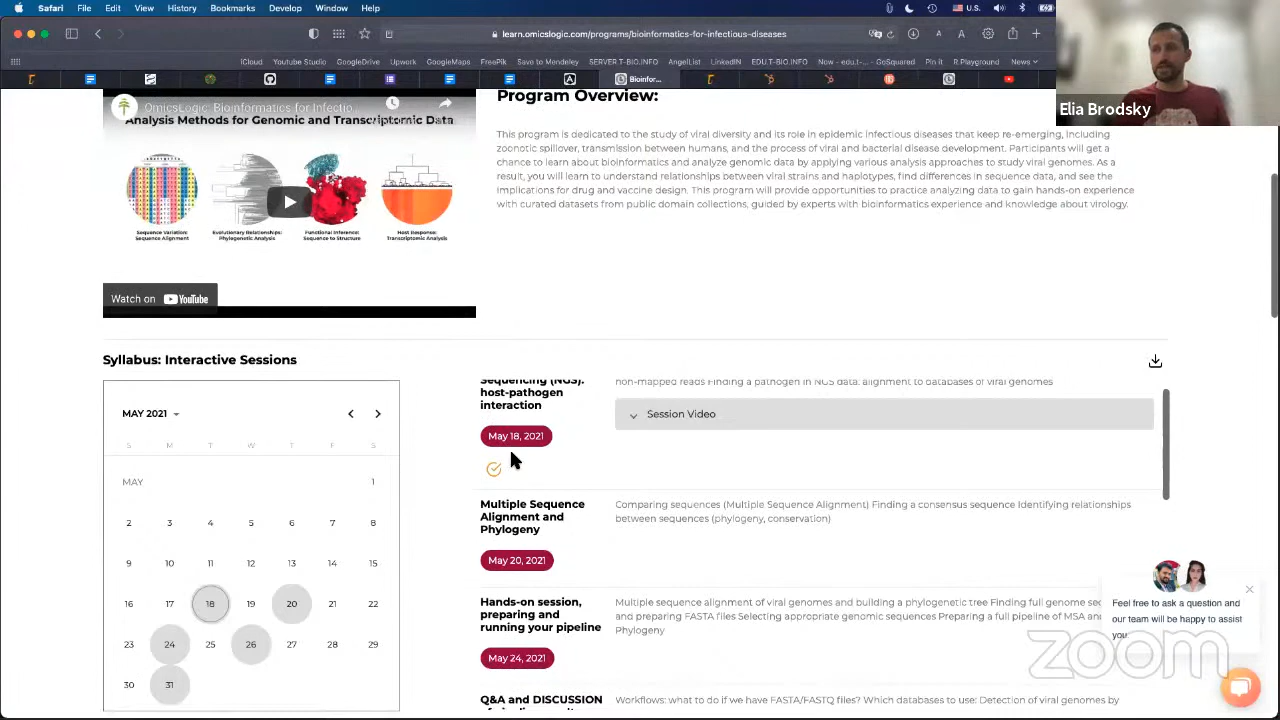 Safari File Edit View History Bookmarks Window Help
U.S.
learn.omicslogic.com/programs/bioinformatics-for-infectious-diseases
iCloud Youtube Studio GoogleDrive Upwork GoogleMaps FreePik Save to Mendeley SERVER T-BIO.INFO AngelList LinkedIN EDU.T-BIO.INFO Now - edu.t-... – GoSquared Pin it R.Playground News
Bioinf...
Elia Brodsky
OmicsLogic: Bioinformatics for Infectio...
Analysis Methods for Genomic and Transcriptomic Data
Sequence Variation:
Sequence Alignment
Evolutionary Relationships:
Phylogenetic Analysis
Functional Inference:
Sequence to Structure
Host Response:
Transcriptomic Analysis
Watch on YouTube
Program Overview:
This program is dedicated to the study of viral diversity and its role in epidemic infectious diseases that keep re-emerging, including
zoonotic spillover, transmission between humans, and the process of viral and bacterial disease development. Participants will get a
chance to learn about bioinformatics and analyze genomic data by applying various analysis approaches to study viral genomes. As a
result, you will learn to understand relationships between viral strains and haplotypes, find differences in sequence data, and see the
implications for drug and vaccine design. This program will provide opportunities to practice analyzing data to gain hands-on experience
with curated datasets from public domain collections, guided by experts with bioinformatics experience and knowledge about virology.
Syllabus: Interactive Sessions
MAY 2021
S M T W T F S
MAY 1
2 3 4 5 6 7 8
9 10 11 12 13 14 15
16 17 18 19 20 21 22
23 24 25 26 27 28 29
30 31
Sequencing (NGS):
host-pathogen
interaction
May 18, 2021
non-mapped reads Finding a pathogen in NGS data: alignment to databases of viral genomes
Session Video
Multiple Sequence
Alignment and
Phylogeny
May 20, 2021
Comparing sequences (Multiple Sequence Alignment) Finding a consensus sequence Identifying relationships
between sequences (phylogeny, conservation)
Hands-on session,
preparing and
running your pipeline
May 24, 2021
Multiple sequence alignment of viral genomes and building a phylogenetic tree Finding full genome seq
and preparing FASTA files Selecting appropriate genomic sequences Preparing a full pipeline of MSA and
Phylogeny
Q&A and DISCUSSION
Workflows: what to do if we have FASTA/FASTQ files? Which databases to use: Detection of viral genomes by
Feel free to ask a question and
our team will be happy to assist
you.
zoom